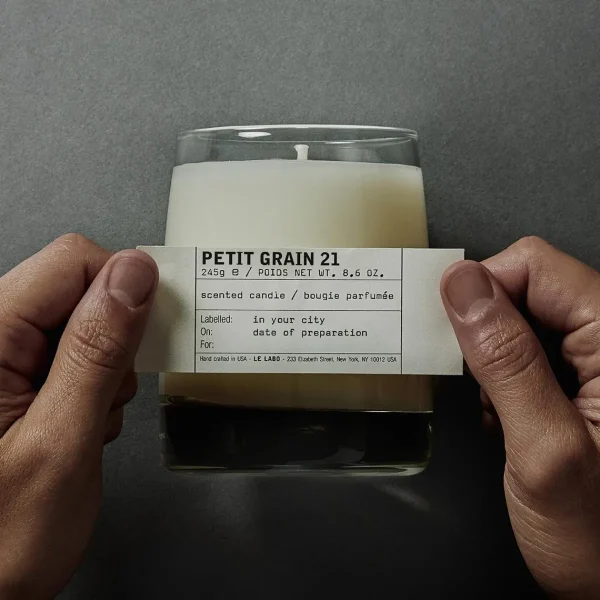 PETIT GRAIN 21
245g ℮ / POIDS NET WT. 8.6 OZ.
scented candle / bougie parfumée
Labelled: in your city
On: date of preparation
For:
Hand crafted in USA - LE LABO - 233 Elizabeth Street, New York, NY 10012 USA